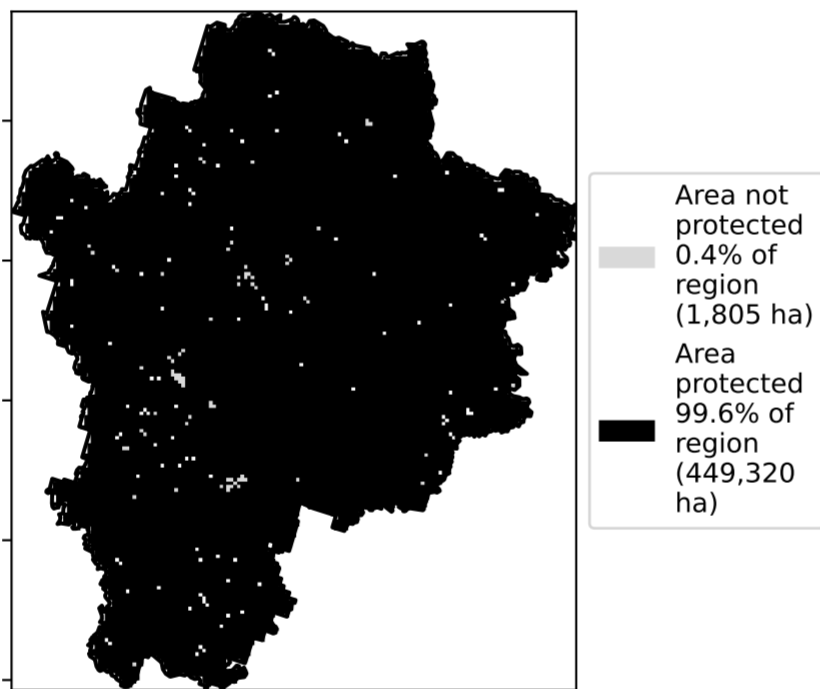 Area not
protected
0.4% of
region
(1,805 ha)
Area
protected
99.6% of
region
(449,320
ha)